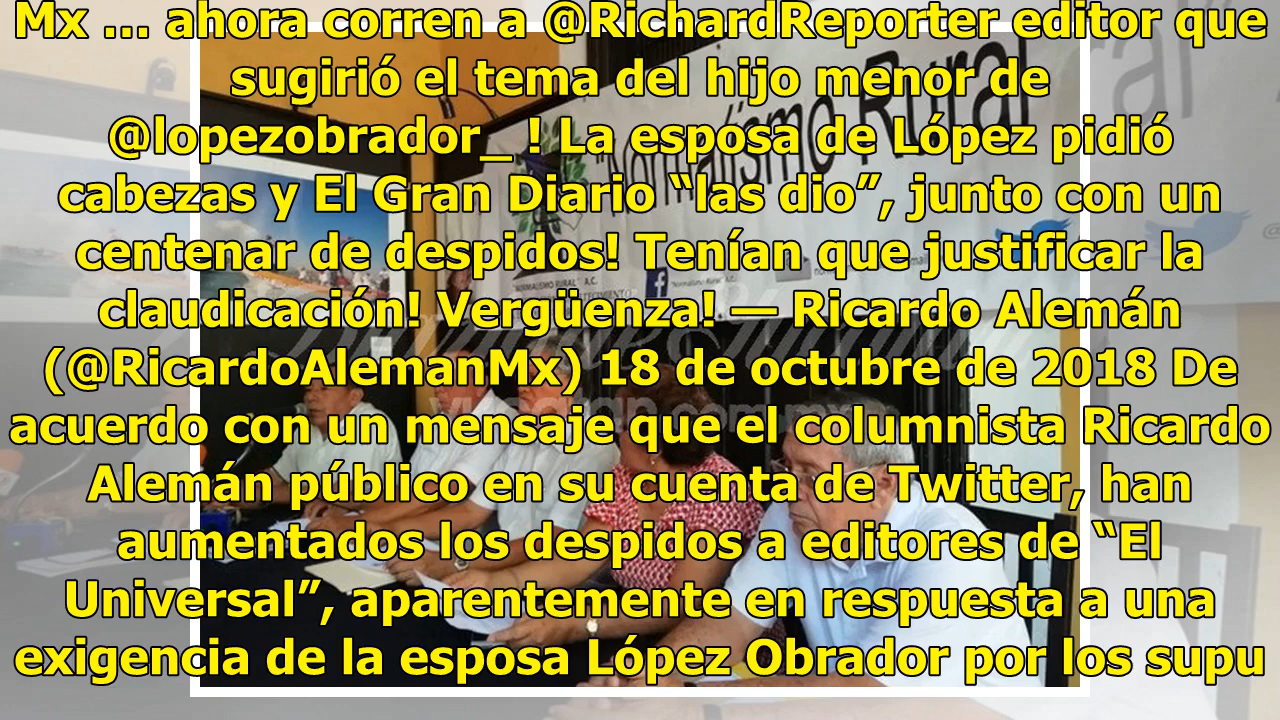 Mx ... ahora corren a @RichardReporter editor que
sugirió el tema del hijo menor de
@lopezobrador_ ! La esposa de López pidió
cabezas y El Gran Diario “las dio”, junto con un
centenar de despidos! Tenían que justificar la
claudicación! Vergüenza! — Ricardo Alemán
(@RicardoAlemanMx) 18 de octubre de 2018 De
acuerdo con un mensaje que el columnista Ricardo
Alemán público en su cuenta de Twitter, han
aumentados los despidos a editores de “El
Universal”, aparentemente en respuesta a una
exigencia de la esposa López Obrador por los supu
Normalismo Rural
"NORMALISMO RURAL" A.C.